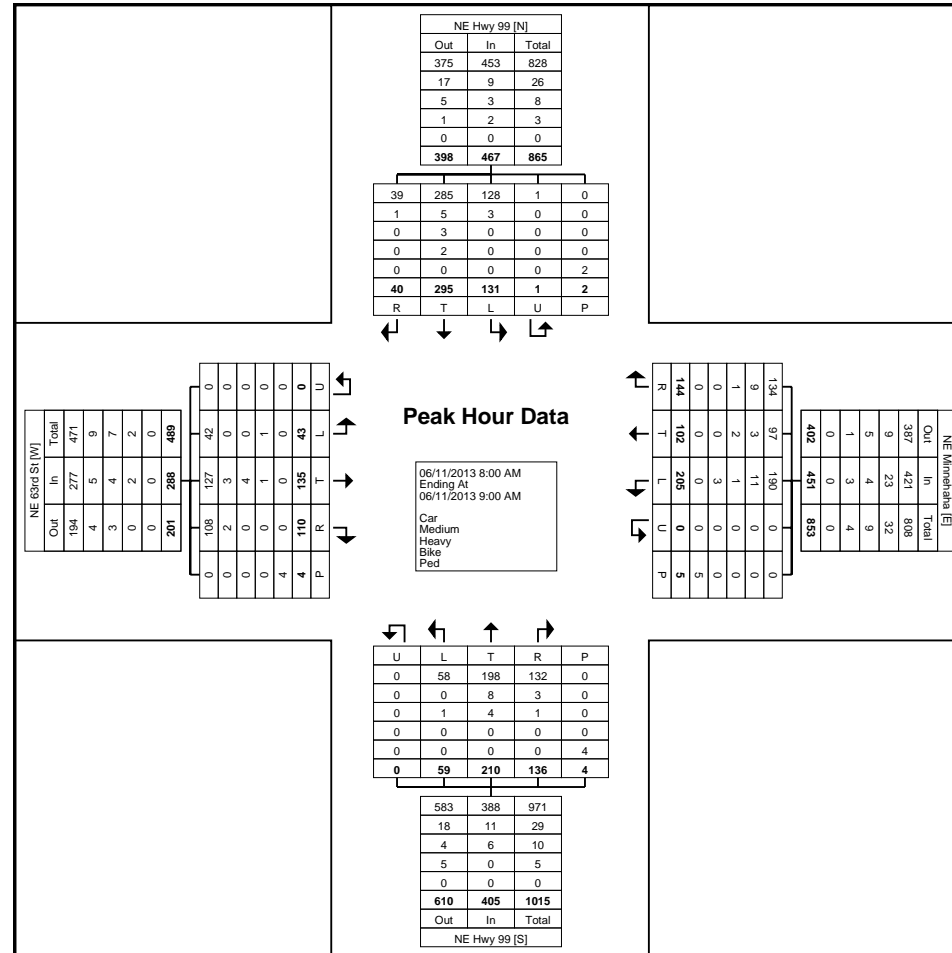 NE Hwy 99 [N]
Out In Total
375 453 828
17 9 26
5 3 8
1 2 3
0 0 0
398 467 865
39 285 128 1 0
1 5 3 0 0
0 3 0 0 0
0 2 0 0 0
0 0 0 0 2
40 295 131 1 2
R T L U P
NE 63rd St [W]
Out In Total
194 277 471
4 5 9
3 4 7
0 2 2
0 0 0
201 288 489
0 108 127 42 0
0 2 3 0 0
0 0 4 0 0
0 0 1 1 0
4 0 0 0 0
4 110 135 43 0
P R T L U
Peak Hour Data
06/11/2013 8:00 AM
Ending At
06/11/2013 9:00 AM
Car
Medium
Heavy
Bike
Ped
NE Minnehaha [E]
Out In Total
387 421 808
9 23 32
5 4 9
1 3 4
0 0 0
402 451 853
134 97 190 0 0
9 3 11 0 0
1 2 1 0 0
0 0 3 0 0
0 0 0 0 5
144 102 205 0 5
R T L U P
U L T R P
0 58 198 132 0
0 0 8 3 0
0 1 4 1 0
0 0 0 0 0
0 0 0 0 4
0 59 210 136 4
583 388 971
18 11 29
4 6 10
5 0 5
0 0 0
610 405 1015
Out In Total
NE Hwy 99 [S]